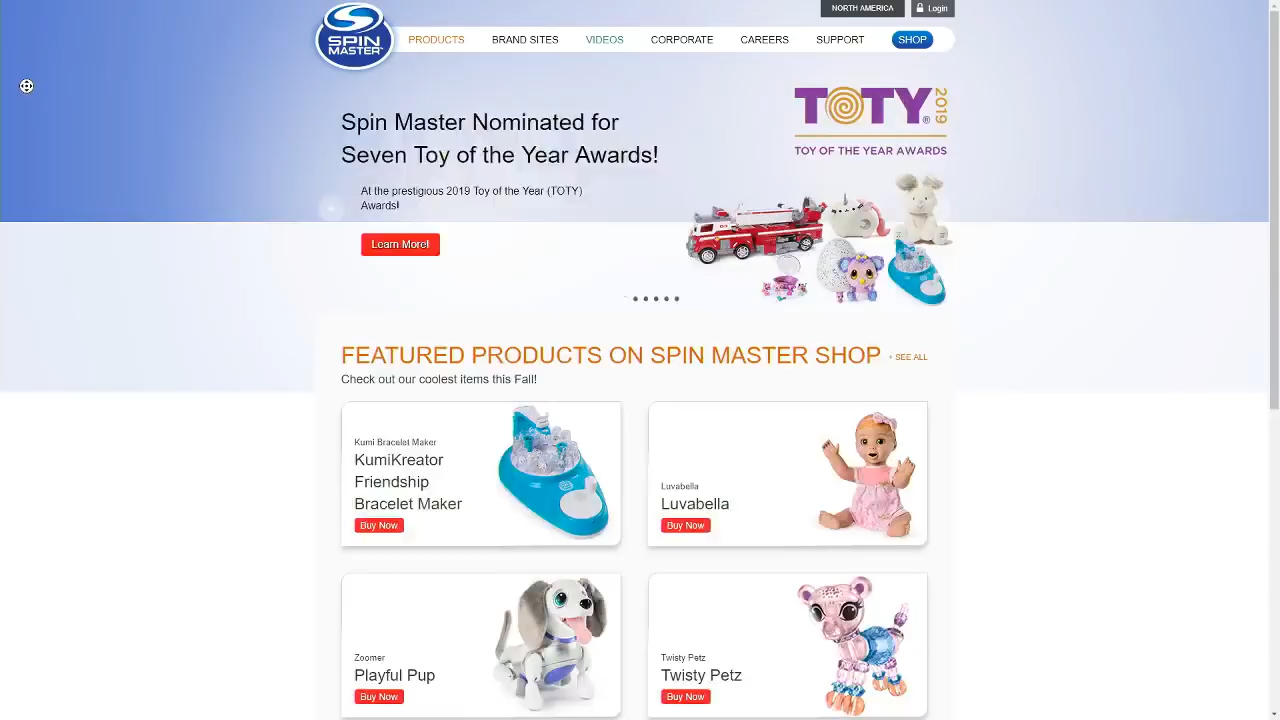 NORTH AMERICA
Login
SPIN MASTER
PRODUCTS
BRAND SITES
VIDEOS
CORPORATE
CAREERS
SUPPORT
SHOP
TOTY® 2019
TOY OF THE YEAR AWARDS
Spin Master Nominated for
Seven Toy of the Year Awards!
At the prestigious 2019 Toy of the Year (TOTY)
Awards!
Learn More!
FEATURED PRODUCTS ON SPIN MASTER SHOP
+ SEE ALL
Check out our coolest items this Fall!
Kumi Bracelet Maker
KumiKreator
Friendship
Bracelet Maker
Buy Now
Luvabella
Luvabella
Buy Now
Zoomer
Playful Pup
Buy Now
Twisty Petz
Twisty Petz
Buy Now